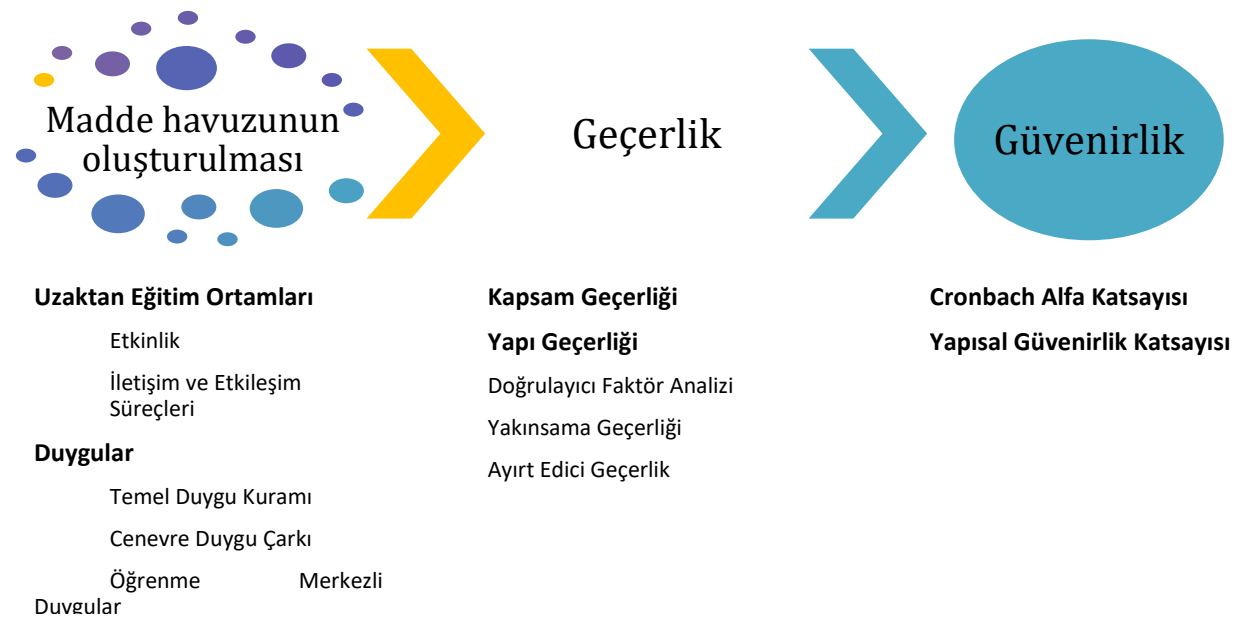 Madde havuzunun
oluşturulması
Geçerlik
Güvenirlik
Uzaktan Eğitim Ortamları
Etkinlik
İletişim ve Etkileşim
Süreçleri
Duygular
Temel Duygu Kuramı
Cenevre Duygu Çarkı
Öğrenme Merkezli
Duygular
Kapsam Geçerliği
Yapı Geçerliği
Doğrulayıcı Faktör Analizi
Yakınsama Geçerliği
Ayırt Edici Geçerlik
Cronbach Alfa Katsayısı
Yapısal Güvenirlik Katsayısı